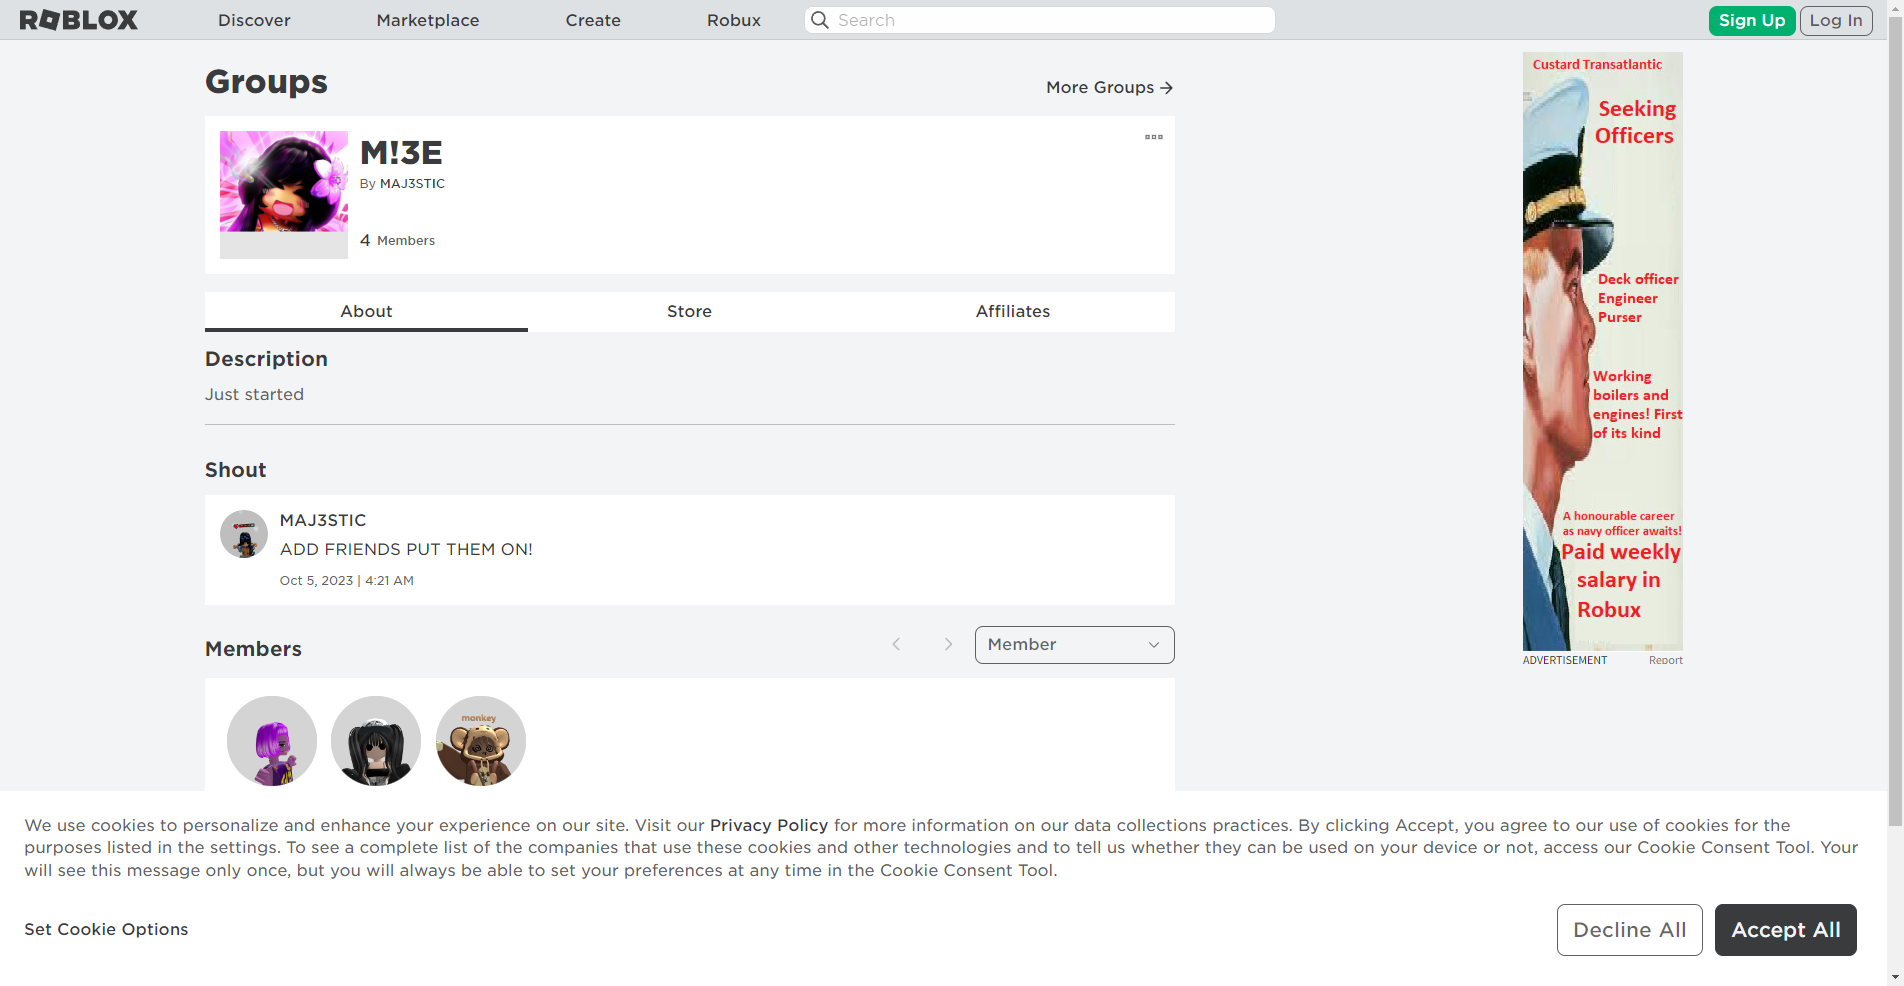 ROBLOX
Discover
Marketplace
Create
Robux
Search
Sign Up
Log In
Groups
More Groups
M!3E
By MAJ3STIC
4 Members
About
Store
Affiliates
Description
Just started
Shout
MAJ3STIC
ADD FRIENDS PUT THEM ON!
Oct 5, 2023 | 4:21 AM
Members
Member
monkey
Custard Transatlantic
Seeking
Officers
Deck officer
Engineer
Purser
Working
boilers and
engines! First
of its kind
A honourable career
as navy officer awaits!
Paid weekly
salary in
Robux
ADVERTISEMENT
Report
We use cookies to personalize and enhance your experience on our site. Visit our Privacy Policy for more information on our data collections practices. By clicking Accept, you agree to our use of cookies for the
purposes listed in the settings. To see a complete list of the companies that use these cookies and other technologies and to tell us whether they can be used on your device or not, access our Cookie Consent Tool. Your
will see this message only once, but you will always be able to set your preferences at any time in the Cookie Consent Tool.
Set Cookie Options
Decline All
Accept All